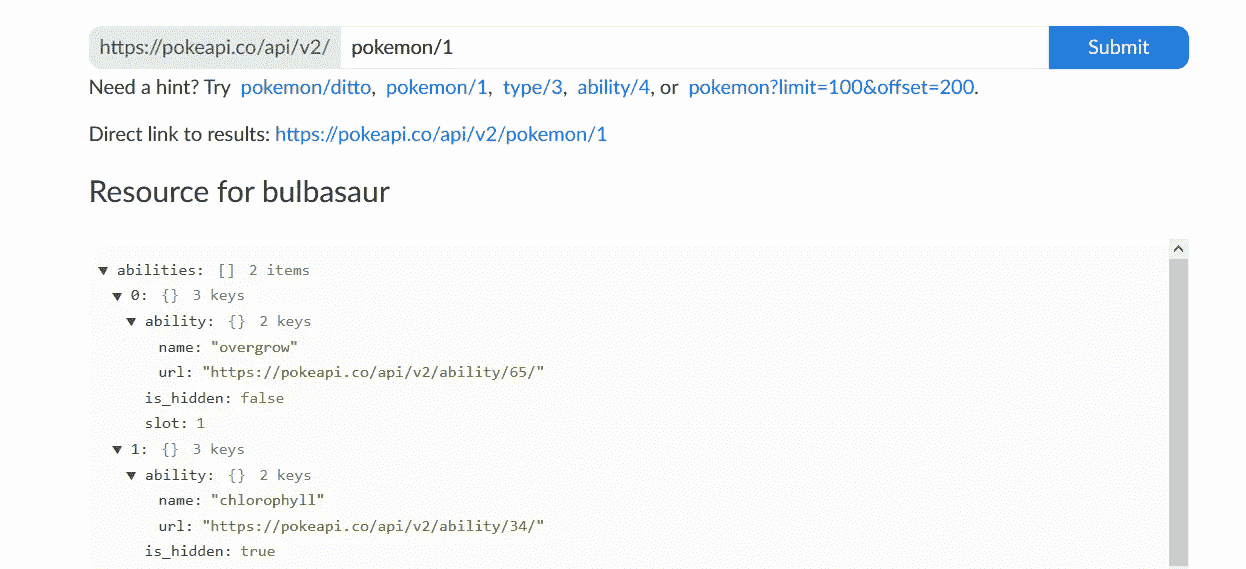 https://pokeapi.co/api/v2/ pokemon/1 Submit
Need a hint? Try pokemon/ditto, pokemon/1, type/3, ability/4, or pokemon?limit=100&offset=200.
Direct link to results: https://pokeapi.co/api/v2/pokemon/1
Resource for bulbasaur
▼ abilities: [] 2 items
▼ 0: {} 3 keys
▼ ability: {} 2 keys
name: "overgrow"
url: "https://pokeapi.co/api/v2/ability/65/"
is_hidden: false
slot: 1
▼ 1: {} 3 keys
▼ ability: {} 2 keys
name: "chlorophyll"
url: "https://pokeapi.co/api/v2/ability/34/"
is_hidden: true